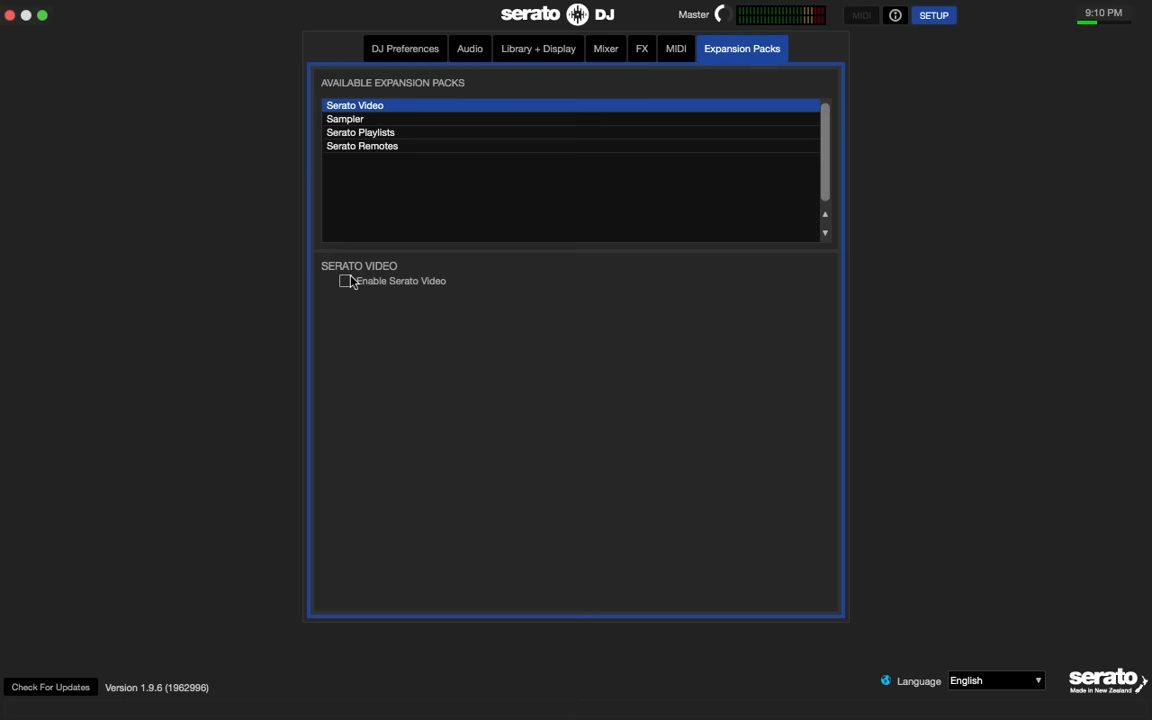 serato DJ Master MIDI SETUP 9:10 PM
DJ Preferences Audio Library + Display Mixer FX MIDI Expansion Packs
AVAILABLE EXPANSION PACKS
Serato Video
Sampler
Serato Playlists
Serato Remotes
SERATO VIDEO
Enable Serato Video
Check For Updates Version 1.9.6 (1962996) Language English serato
Made in New Zealand